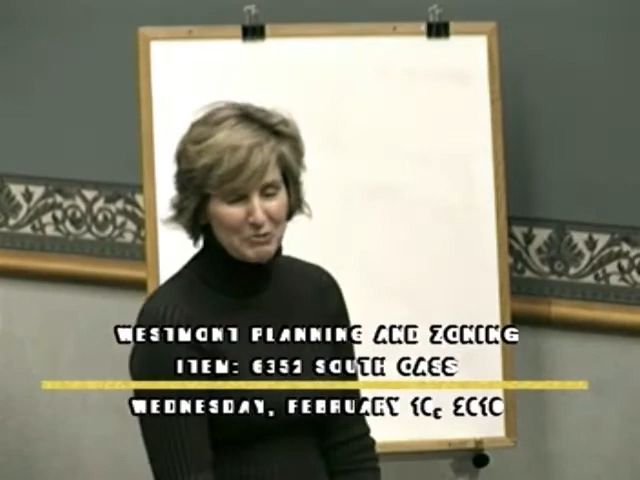 WESTMONT PLANNING AND ZONING
ITEM: 6352 SOUTH CASS
WEDNESDAY, FEBRUARY 10, 2010